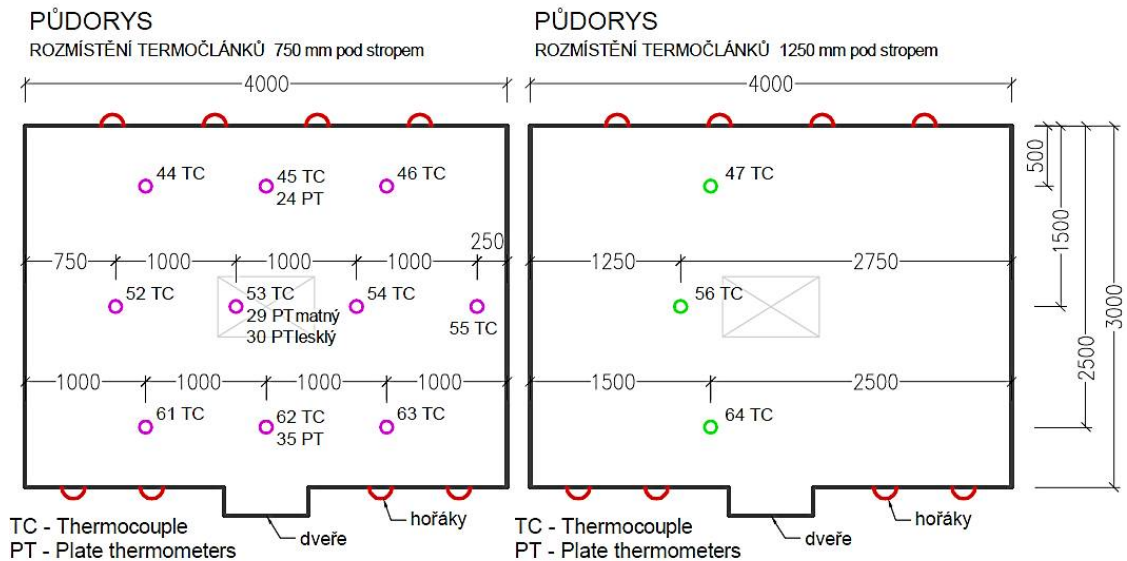 PŮDORYS
ROZMÍSTĚNÍ TERMOČLÁNKŮ 750 mm pod stropem
4000
44 TC
45 TC
24 PT
46 TC
250
750
1000
1000
1000
52 TC
53 TC
29 PT matný
30 PT lesklý
54 TC
55 TC
1000
1000
1000
1000
61 TC
62 TC
35 PT
63 TC
hořáky
dveře
TC - Thermocouple
PT - Plate thermometers
PŮDORYS
ROZMÍSTĚNÍ TERMOČLÁNKŮ 1250 mm pod stropem
4000
47 TC
1250
2750
56 TC
1500
2500
64 TC
500
1500
2500
3000
hořáky
dveře
TC - Thermocouple
PT - Plate thermometers